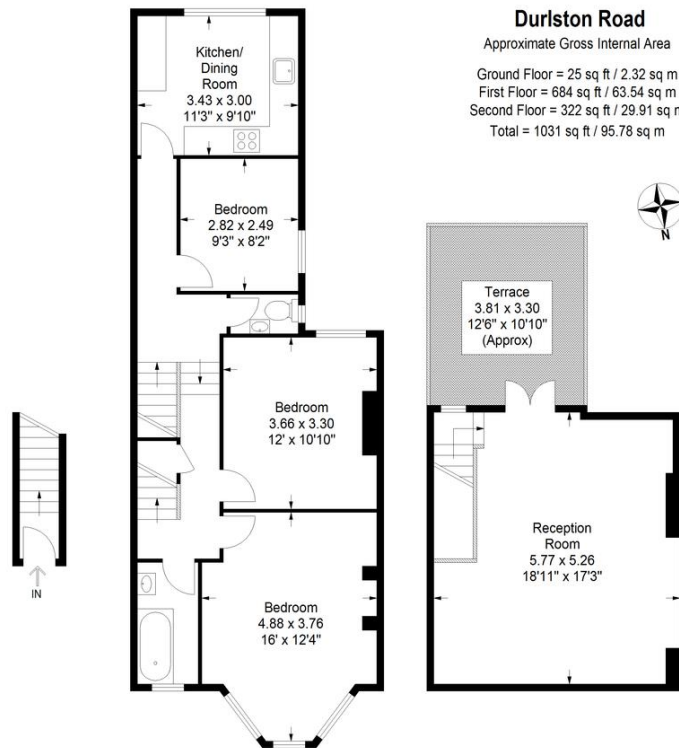 Durlston Road
Approximate Gross Internal Area
Ground Floor = 25 sq ft / 2.32 sq m
First Floor = 684 sq ft / 63.54 sq m
Second Floor = 322 sq ft / 29.91 sq m
Total = 1031 sq ft / 95.78 sq m
N
Kitchen/
Dining
Room
3.43 x 3.00
11'3" x 9'10"
Bedroom
2.82 x 2.49
9'3" x 8'2"
Bedroom
3.66 x 3.30
12' x 10'10"
Bedroom
4.88 x 3.76
16' x 12'4"
IN
Terrace
3.81 x 3.30
12'6" x 10'10"
(Approx)
Reception
Room
5.77 x 5.26
18'11" x 17'3"